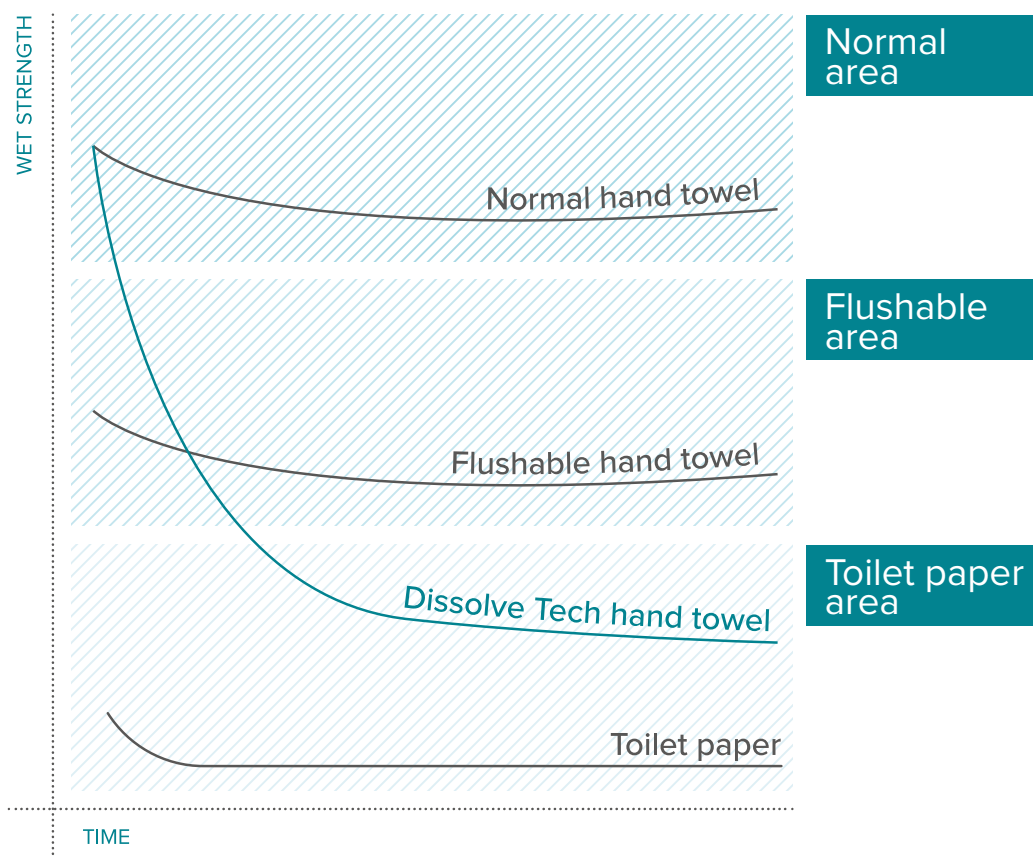 WET STRENGTH
Normal
area
Normal hand towel
Flushable
area
Flushable hand towel
Toilet paper
area
Dissolve Tech hand towel
Toilet paper
TIME